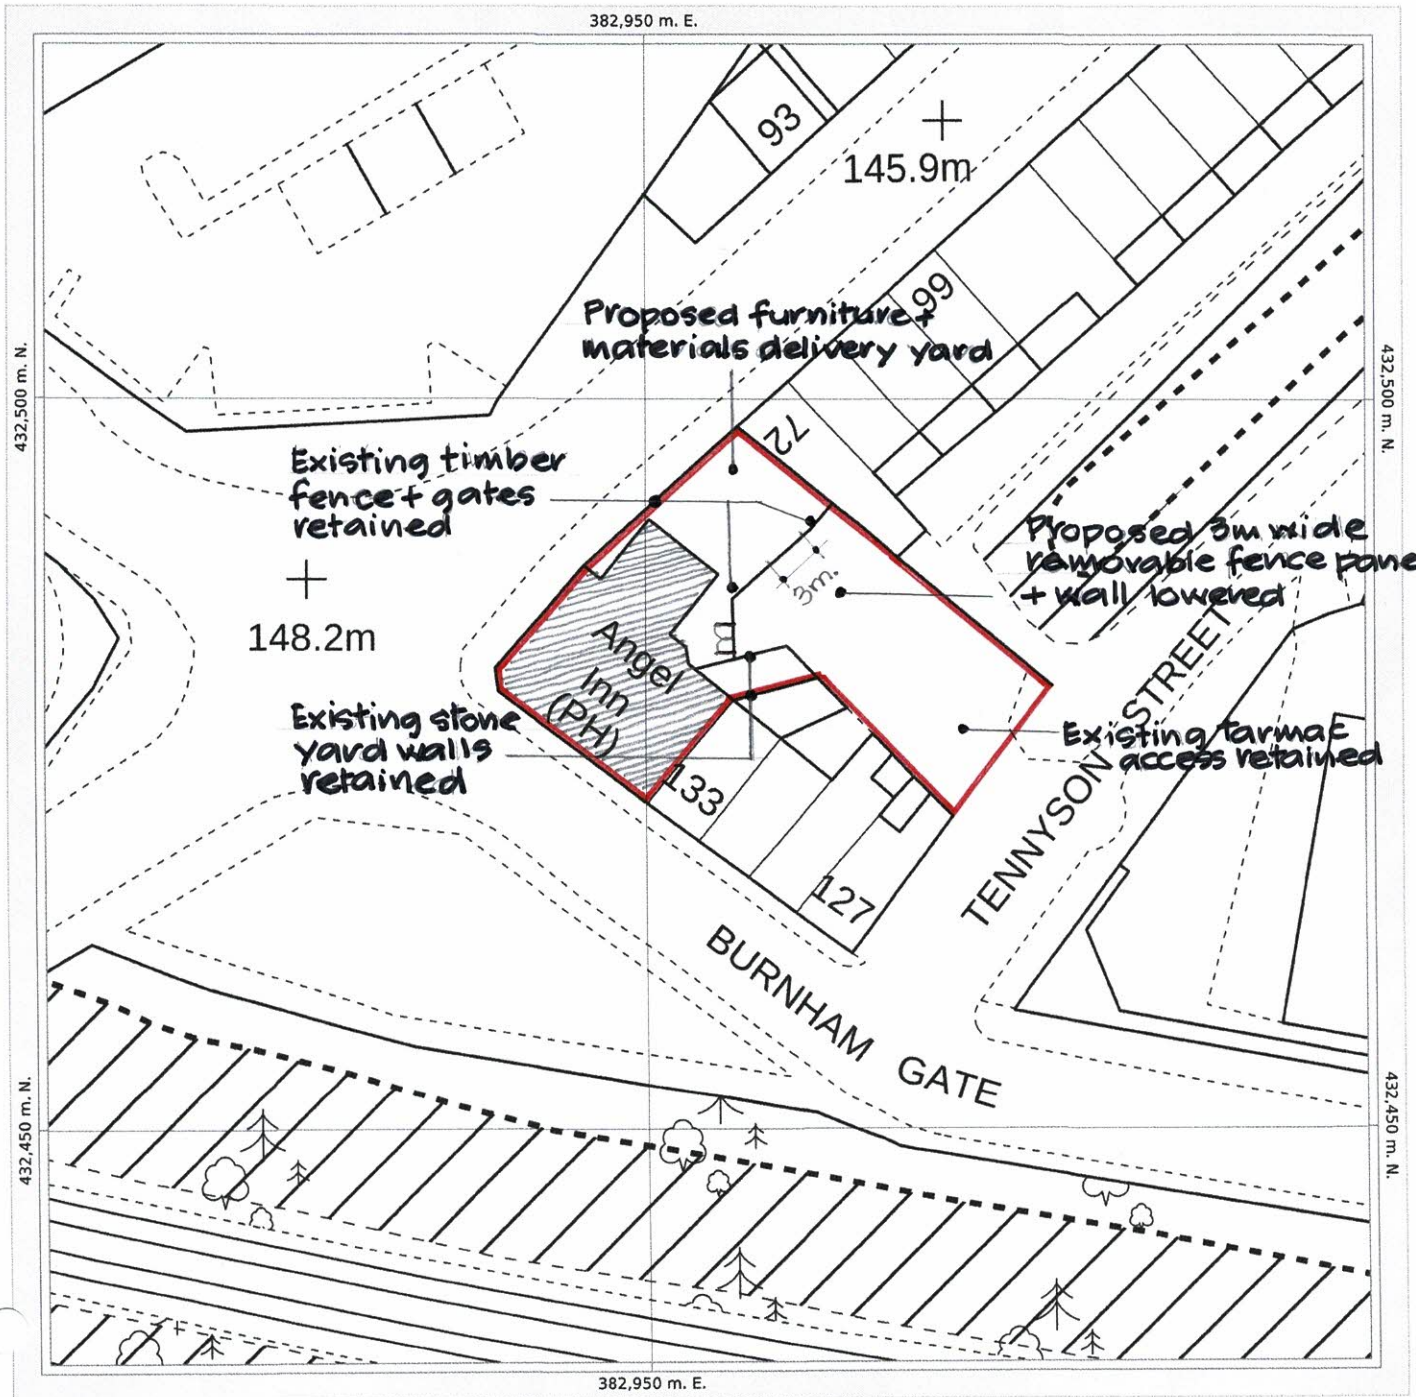 382,950 m. E.
93
145.9m
99
Proposed furniture +
materials delivery yard
432,500 m. N.
432,500 m. N.
72
Existing timber
fence + gates
retained
Proposed 3m wide
removable fence pane
+ wall lowered
3m.
148.2m
Angel
Inn
(PH)
Existing stone
yard walls
retained
Existing tarmac
access retained
133
127
TENNYSON STREET
BURNHAM GATE
432,450 m. N.
432,450 m. N.
382,950 m. E.